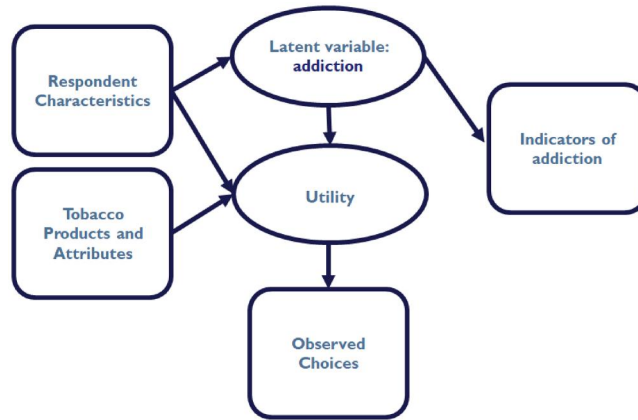 Respondent
Characteristics
Latent variable:
addiction
Indicators of
addiction
Tobacco
Products and
Attributes
Utility
Observed
Choices